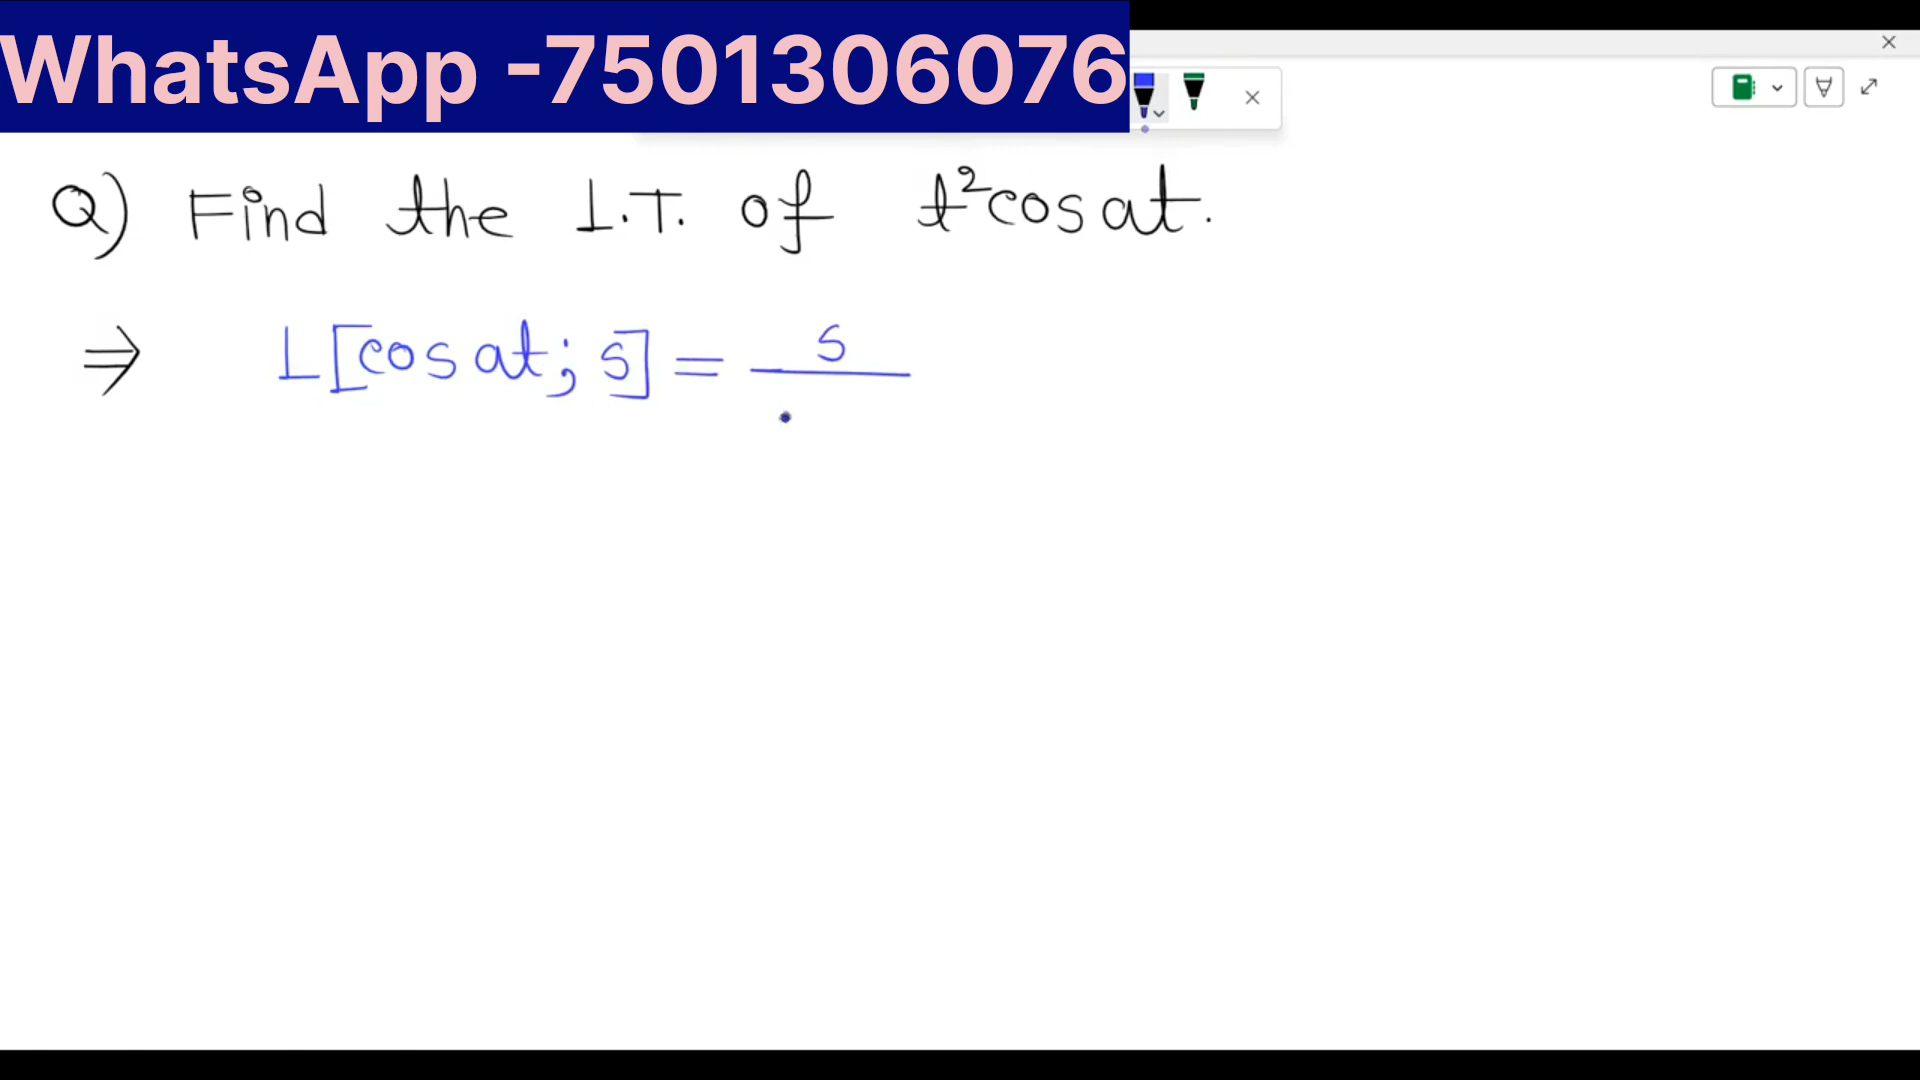 WhatsApp -7501306076
Q) Find the L.T. of t²cos at.
⇒ L[cos at; s] = s/